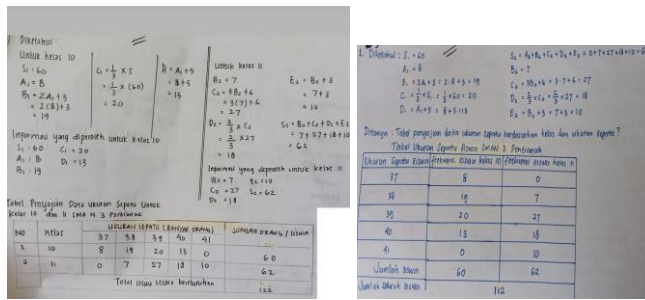 Diketahui :
Untuk kelas 10
S₁ : 60
A₁ = 8
B₁ = 2A₁ + 3
= 2(8) + 3
= 19
C₁ = 1/3 × S
= 1/3 × (60)
= 20
D = A₁ + 5
= 8 + 5
= 13
Informasi yang diperoleh untuk kelas 10
S₁ : 60 C₁ = 20
A₁ : 8 D₁ = 13
B₁ : 19
Untuk kelas 11
B₂ = 7
C₂ = 3B₂ + 6
= 3(7) + 6
= 27
D₂ = 2/3 × C₂
= 2/3 × 27
= 18
E₂ = B₂ + 3
= 7 + 3
= 10
S₂ = B₂ + C₂ + D₂ + E₂
= 7 + 27 + 18 + 10
= 62
Informasi yang diperoleh untuk kelas 11
B₂ = 7 E₂ = 10
C₂ = 27 S₂ = 62
D₂ = 18
Tabel Penyajian Data Ukuran Sepatu Untuk
kelas 10 dan 11 SMA N 3 Pontianak
NO Kelas UKURAN SEPATU (BANYAK ORANG) JUMLAH ORANG / SISWA
37 38 39 40 41
1 10 8 19 20 13 0 60
2 11 0 7 27 18 10 62
Total siswa secara keseluruhan 122
1. Diketahui : S₁ = 60
A₁ = 8
B₁ = 2A + 3 = 2·8 + 3 = 19
C₁ = 1/3 × S₁ = 1/3 × 60 = 20
D₁ = A₁ + 5 = 8 + 5 = 13
S₂ = A₂ + B₂ + C₂ + D₂ + E₂ = 0 + 7 + 27 + 18 + 10 = 6
B₂ = 7
C₂ = 3B₂ + 6 = 3·7 + 6 = 27
D₂ = 2/3 × C₂ = 2/3 × 27 = 18
E₂ = B₂ + 3 = 7 + 3 = 10
Ditanya : Tabel penyajian data ukuran sepatu berdasarkan kelas dan ukuran sepatu?
Tabel Ukuran Sepatu Siswa SMAN 3 Pontianak
Ukuran Sepatu Siswa frekuensi siswa kelas 10 frekuensi siswa kelas 11
37 8 0
38 19 7
39 20 27
40 13 18
41 0 10
Jumlah siswa 60 62
Jumlah seluruh siswa 112